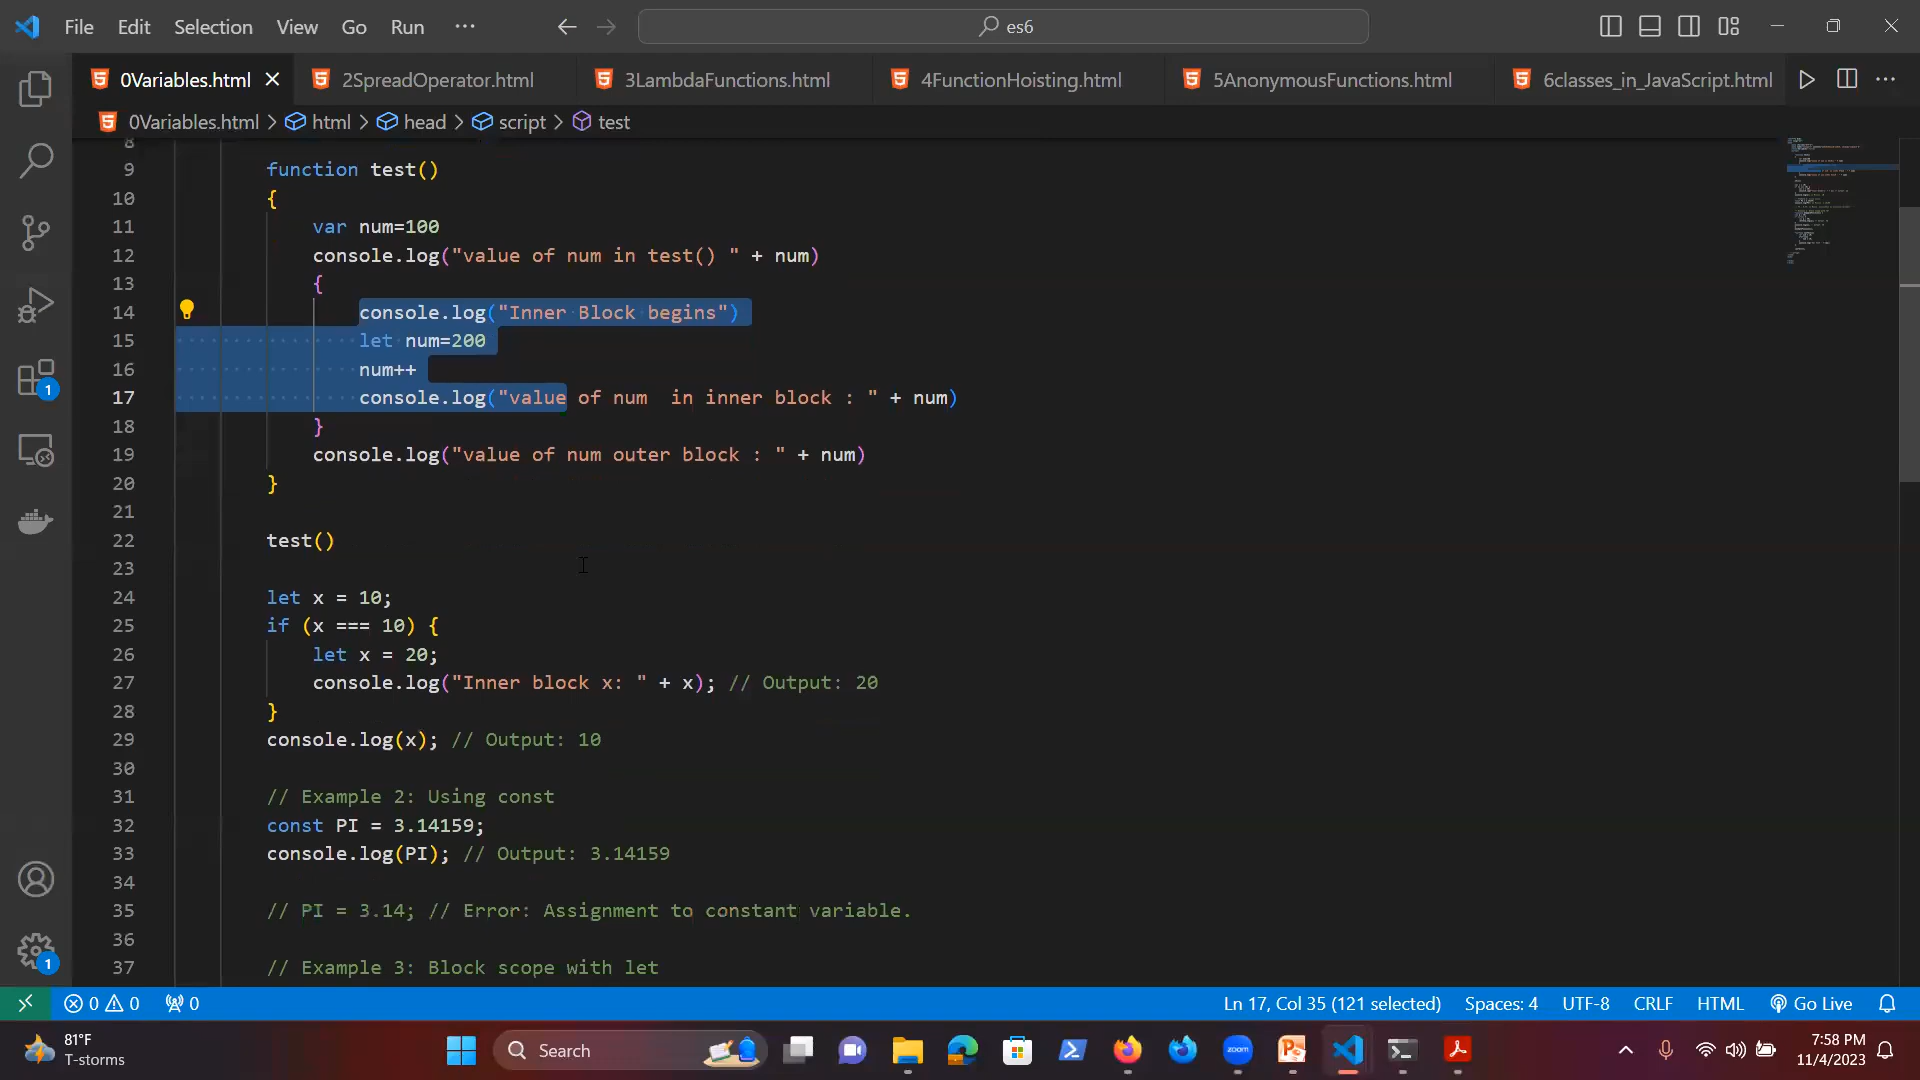 File Edit Selection View Go Run ··· es6
0Variables.html 2SpreadOperator.html 3LambdaFunctions.html 4FunctionHoisting.html 5AnonymousFunctions.html 6classes_in_JavaScript.html
0Variables.html > html > head > script > test
8
9 function test()
10 {
11 var num=100
12 console.log("value of num in test() " + num)
13 {
14 console.log("Inner Block begins")
15 let num=200
16 num++
17 console.log("value of num  in inner block : " + num)
18 }
19 console.log("value of num outer block : " + num)
20 }
21
22 test()
23
24 let x = 10;
25 if (x === 10) {
26 let x = 20;
27 console.log("Inner block x: " + x); // Output: 20
28 }
29 console.log(x); // Output: 10
30
31 // Example 2: Using const
32 const PI = 3.14159;
33 console.log(PI); // Output: 3.14159
34
35 // PI = 3.14; // Error: Assignment to constant variable.
36
37 // Example 3: Block scope with let
1
1
0 0 0 Ln 17, Col 35 (121 selected) Spaces: 4 UTF-8 CRLF HTML Go Live
81°F
T-storms
Search
zoom
7:58 PM
11/4/2023